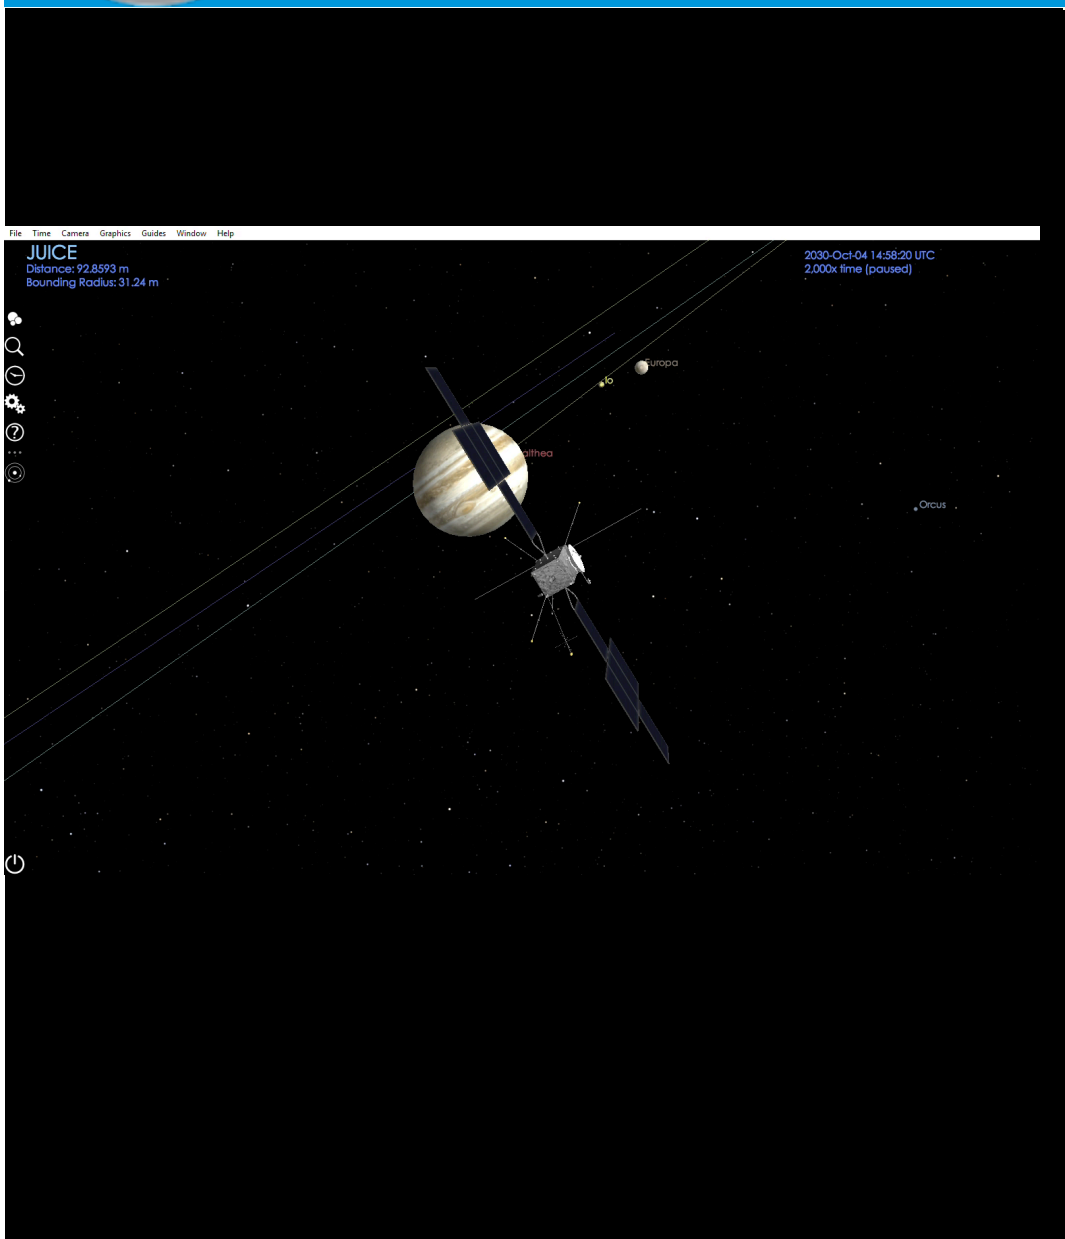 File Time Camera Graphics Guides Window Help
JUICE
Distance: 92.8593 m
Bounding Radius: 31.24 m
2030-Oct-04 14:58:20 UTC
2,000x time (paused)
Europa
Io
althea
Orcus